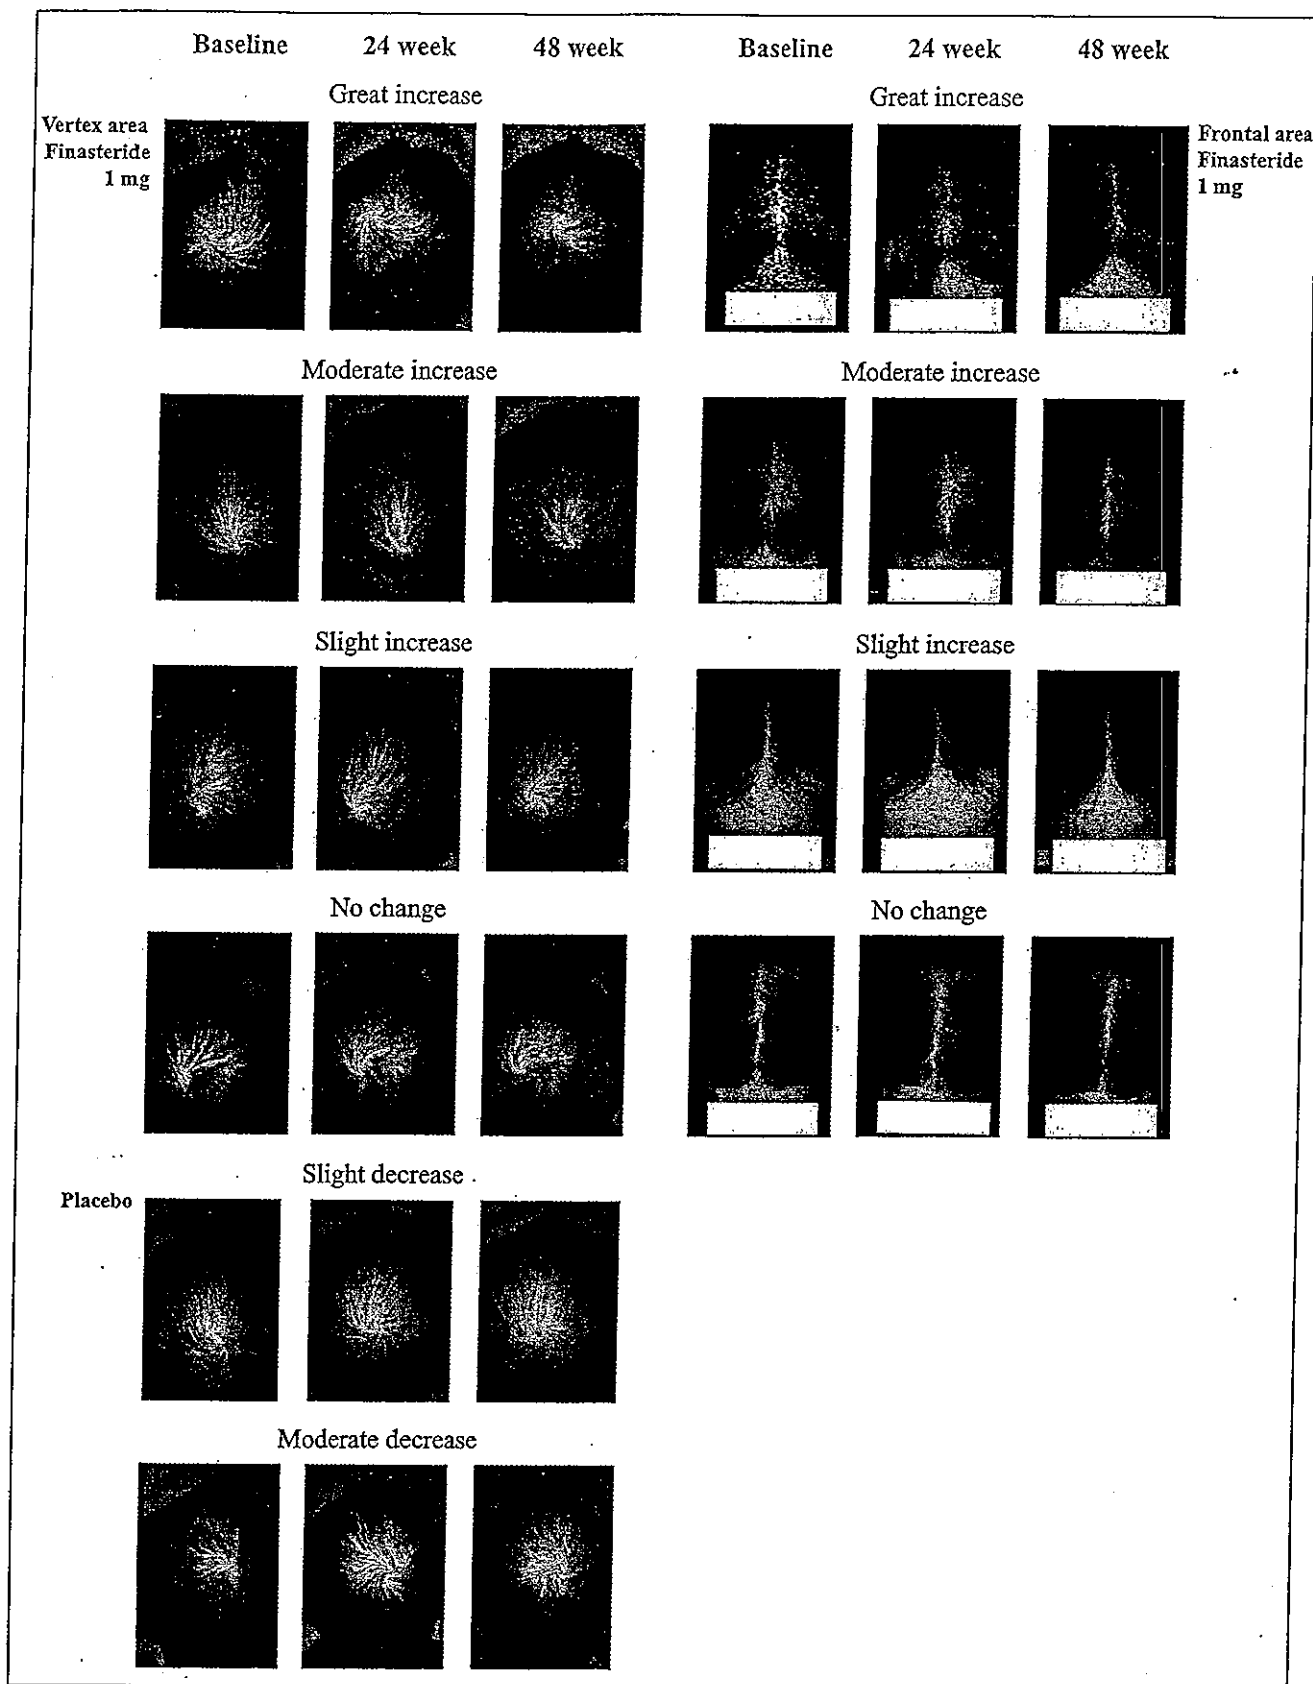 Baseline 24 week 48 week Baseline 24 week 48 week
Great increase Great increase
Vertex area
Finasteride
1 mg
Frontal area
Finasteride
1 mg
Moderate increase Moderate increase
Slight increase Slight increase
No change No change
Slight decrease
Placebo
Moderate decrease